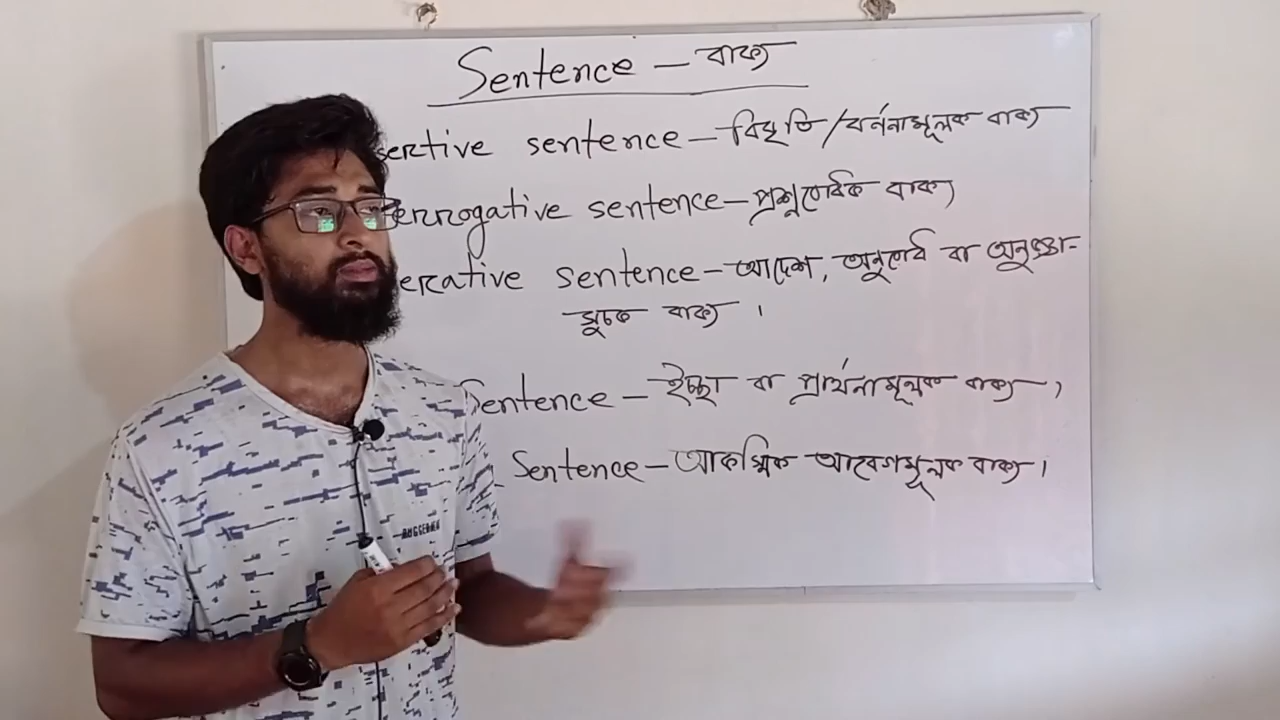 Sentence – বাক্য
sertive sentence – বিবৃতি/বর্ননামূলক বাক্য
errogative sentence – প্রশ্নবোধক বাক্য
erative sentence – আদেশ, অনুরোধ বা অনুজ্ঞা-
সুচক বাক্য ।
Sentence – ইচ্ছা বা প্রার্থনামূলক বাক্য ,
Sentence – আকস্মিক আবেগমূলক বাক্য ।